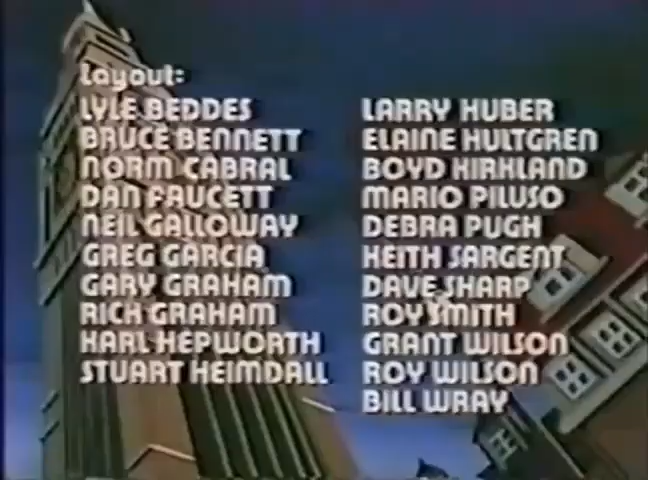 Layout:
LYLE BEDDES
BRUCE BENNETT
NORM CABRAL
DAN FAUCETT
NEIL GALLOWAY
GREG GARCIA
GARY GRAHAM
RICH GRAHAM
KARL HEPWORTH
STUART HEIMDALL
LARRY HUBER
ELAINE HULTGREN
BOYD KIRKLAND
MARIO PILUSO
DEBRA PUGH
KEITH SARGENT
DAVE SHARP
ROY SMITH
GRANT WILSON
ROY WILSON
BILL WRAY